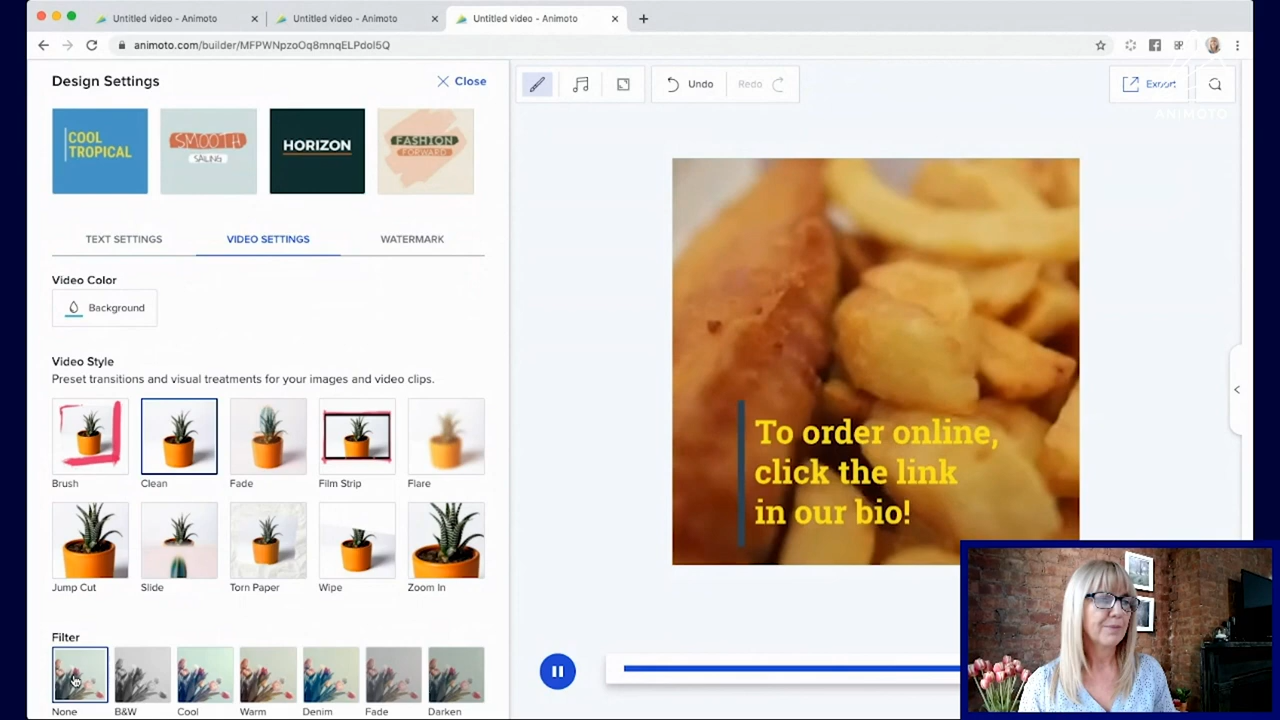 Untitled video - Animoto
Untitled video - Animoto
Untitled video - Animoto
animoto.com/builder/MFPWNpzoOq8mnqELPdol5Q
Design Settings
Close
Undo
Redo
Export
ANIMOTO
COOL
TROPICAL
SMOOTH
SAILING
HORIZON
FASHION
FORWARD
TEXT SETTINGS
VIDEO SETTINGS
WATERMARK
Video Color
Background
Video Style
Preset transitions and visual treatments for your images and video clips.
Brush
Clean
Fade
Film Strip
Flare
Jump Cut
Slide
Torn Paper
Wipe
Zoom In
Filter
None
B&W
Cool
Warm
Denim
Fade
Darken
To order online,
click the link
in our bio!